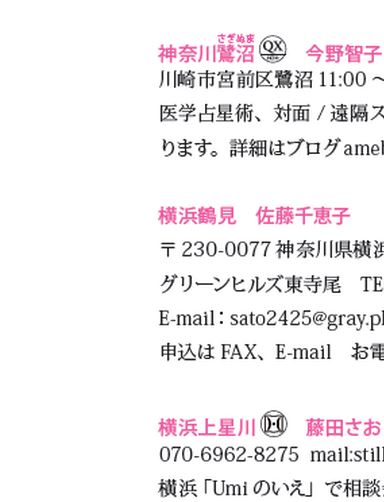 さぎぬま
神奈川鷺沼 QX 今野智子
川崎市宮前区鷺沼 11:00 〜
医学占星術、対面 / 遠隔ス
ります。詳細はブログameb
横浜鶴見 佐藤千恵子
〒230-0077 神奈川県横浜
グリーンヒルズ東寺尾 TE
E-mail：sato2425@gray.pl
申込は FAX、E-mail お電
横浜上星川 藤田さお
070-6962-8275 mail:still
横浜「Umi のいえ」で相談